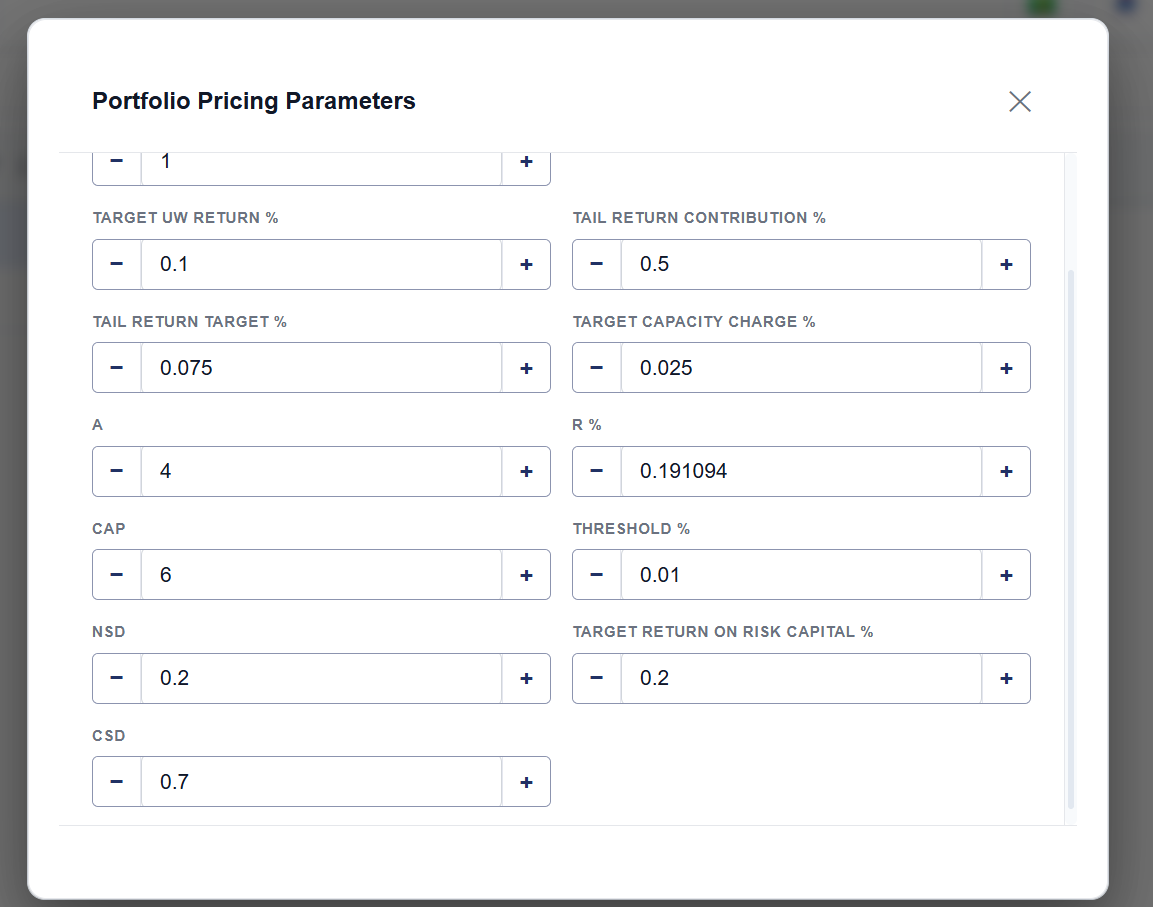 Portfolio Pricing Parameters
− 1 +
TARGET UW RETURN % TAIL RETURN CONTRIBUTION %
− 0.1 + − 0.5 +
TAIL RETURN TARGET % TARGET CAPACITY CHARGE %
− 0.075 + − 0.025 +
A R %
− 4 + − 0.191094 +
CAP THRESHOLD %
− 6 + − 0.01 +
NSD TARGET RETURN ON RISK CAPITAL %
− 0.2 + − 0.2 +
CSD
− 0.7 +